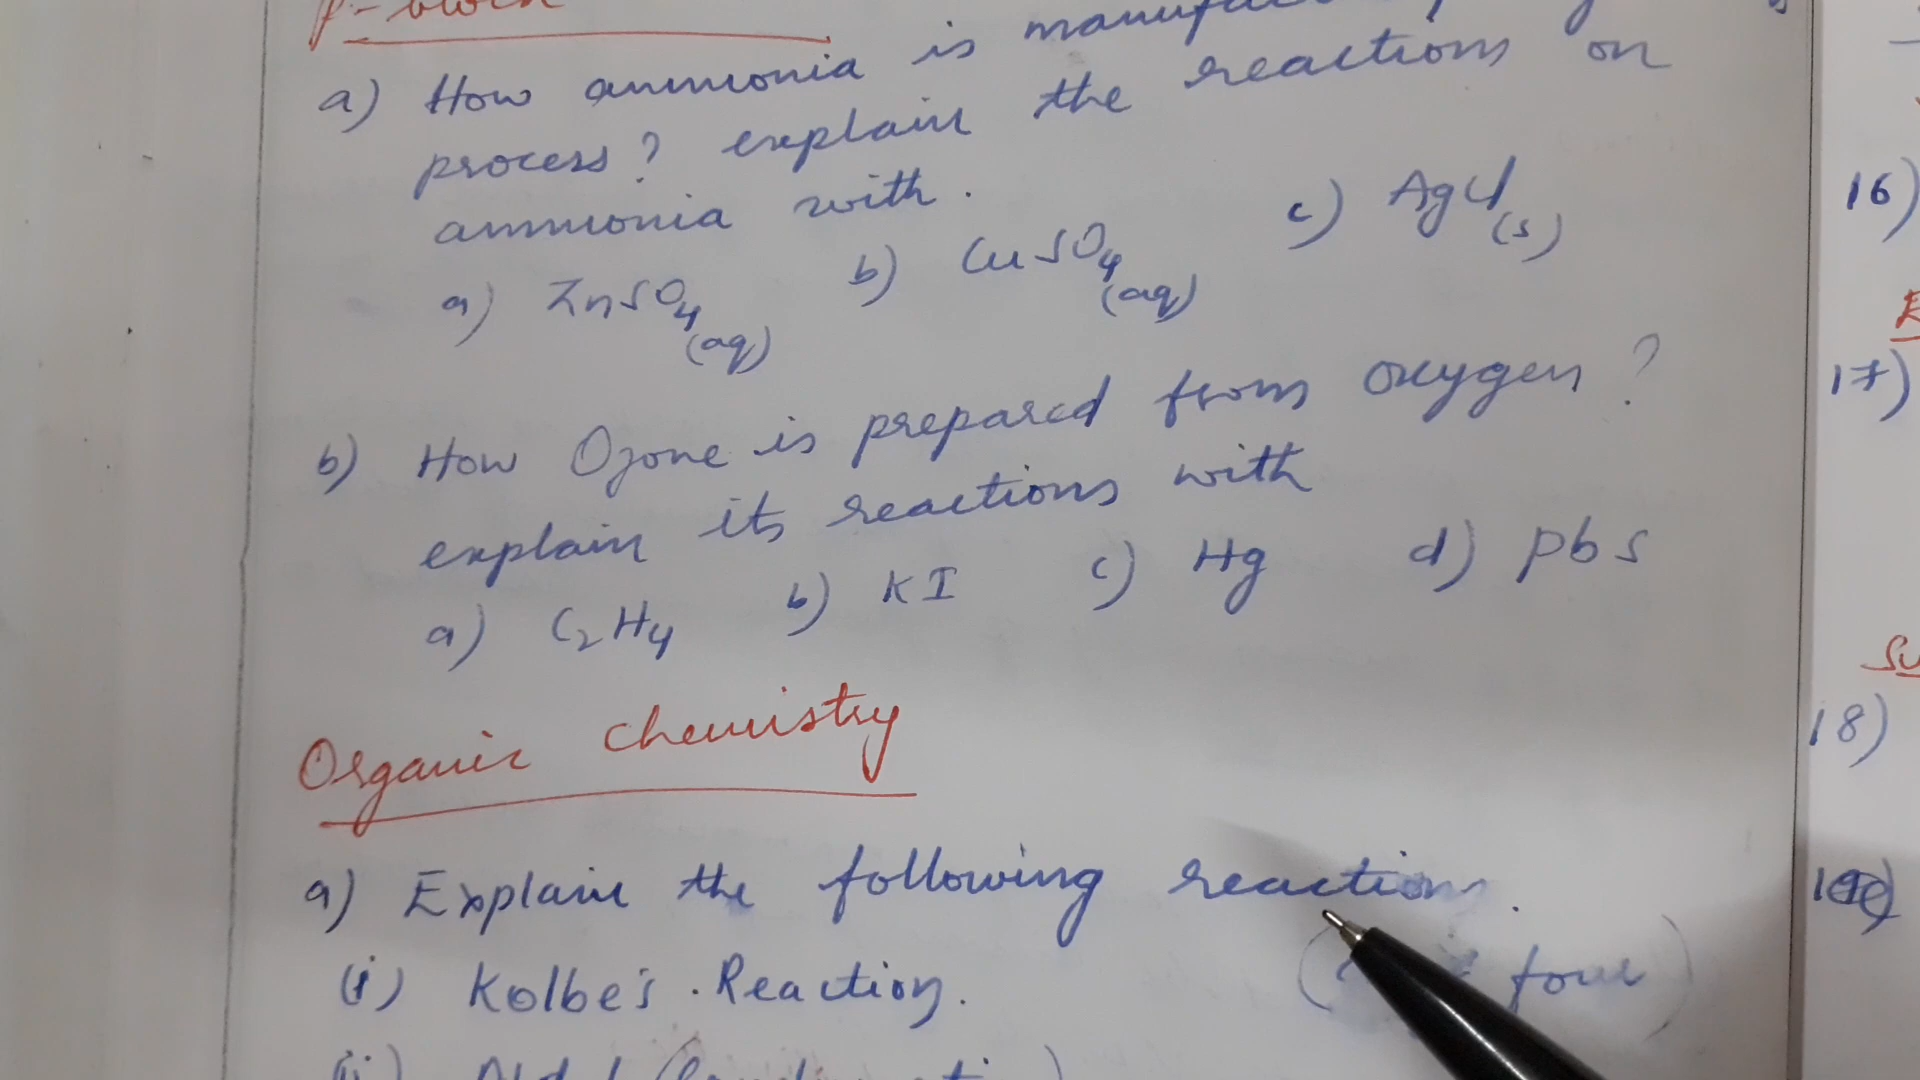 P-block
a) How ammonia is
process? explain the reactions on
ammonia with.
a) ZnSO4(aq) b) CuSO4(aq) c) AgCl(s)
b) How Ozone is prepared from oxygen?
explain its reactions with
a) C2H4 b) KI c) Hg d) pbs
Organic chemistry
a) Explain the following reactions.
(i) Kolbe's. Reaction. four)
16)
17)
18)